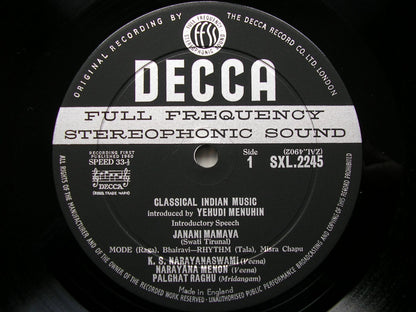 ORIGINAL RECORDING BY
THE DECCA RECORD CO. LTD. LONDON
FULL FREQUENCY
ffss
STEREOPHONIC SOUND
DECCA
FULL FREQUENCY
STEREOPHONIC SOUND
RECORDING FIRST
PUBLISHED 1960
SPEED 33⅓
DECCA
Side
1
(ZAL.4902)
SXL.2245
CLASSICAL INDIAN MUSIC
introduced by YEHUDI MENUHIN
Introductory Speech
JANANI MAMAVA
(Swati Tirunal)
MODE (Raga), Bhairavi—RHYTHM (Tala), Misra Chapu
K. S. NARAYANASWAMI (Veena)
NARAYANA MENON (Veena)
PALGHAT RAGHU (Mridangam)
Made in England
ALL RIGHTS OF THE MANUFACTURER AND OF THE OWNER OF THE RECORDED WORK RESERVED · UNAUTHORISED PUBLIC PERFORMANCE, BROADCASTING AND COPYING OF THIS RECORD PROHIBITED